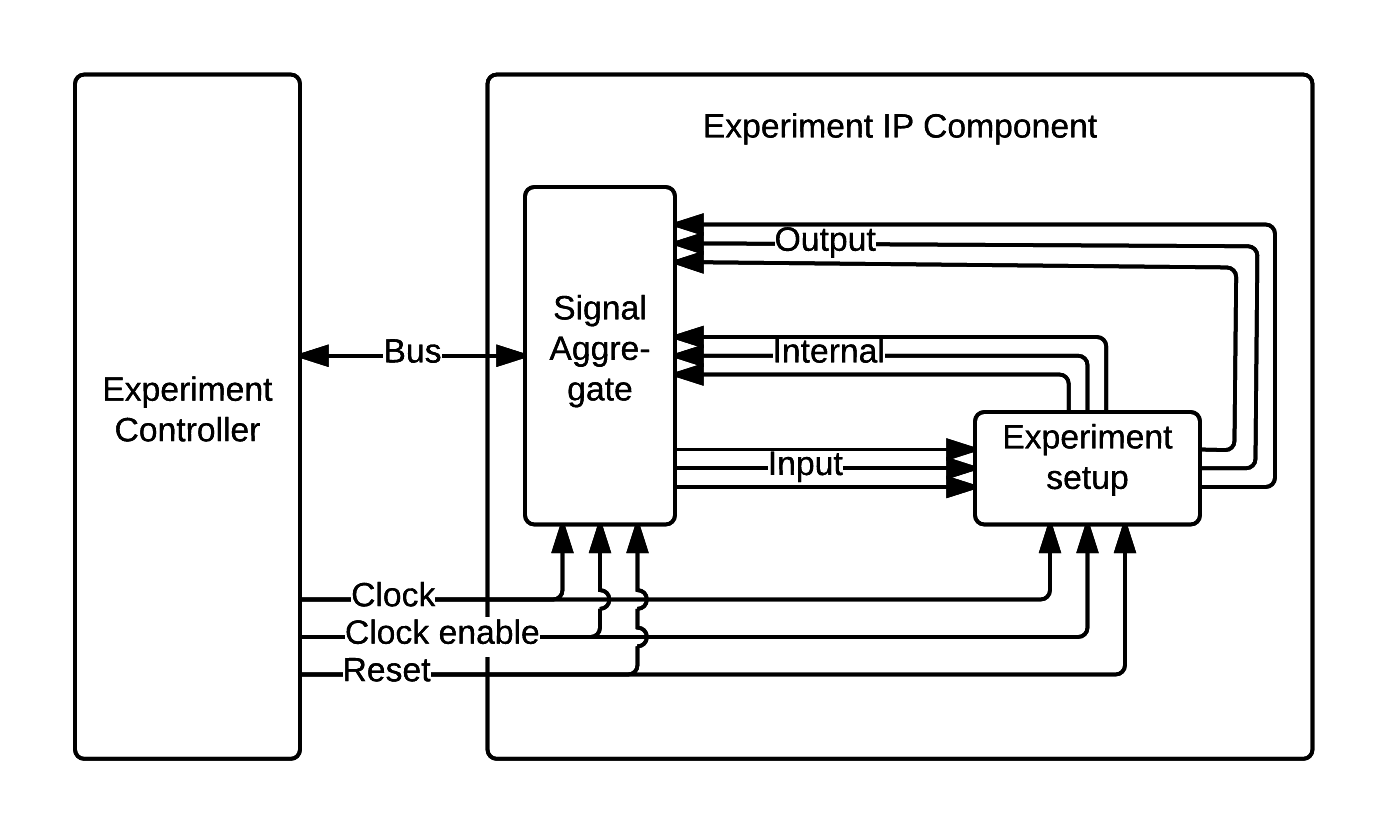 Experiment IP Component
Output
Signal
Aggre-
gate
Internal
Bus
Experiment
Controller
Experiment
setup
Input
Clock
Clock enable
Reset